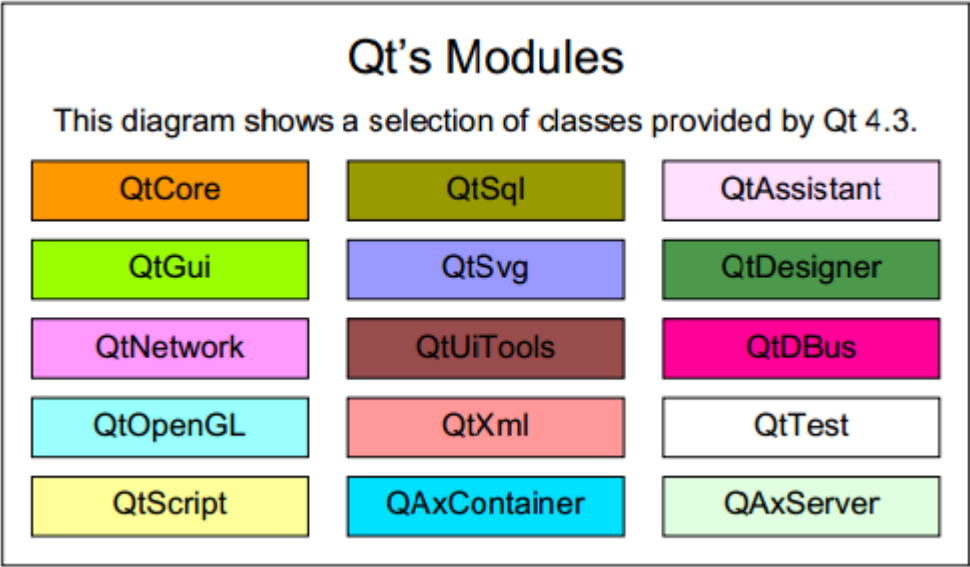 Qt's Modules
This diagram shows a selection of classes provided by Qt 4.3.
QtCore
QtSql
QtAssistant
QtGui
QtSvg
QtDesigner
QtNetwork
QtUiTools
QtDBus
QtOpenGL
QtXml
QtTest
QtScript
QAxContainer
QAxServer